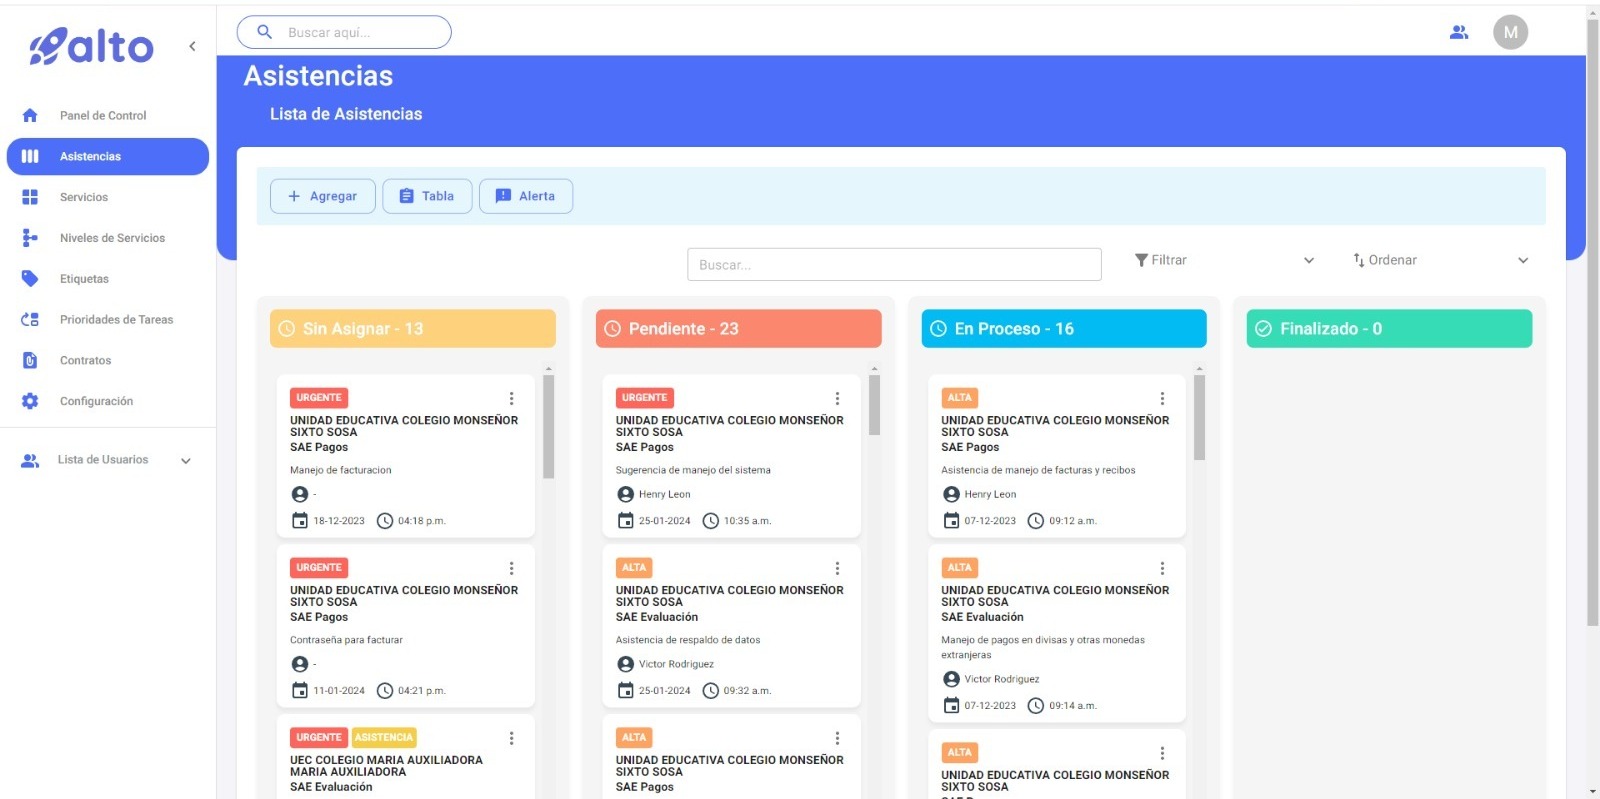 alto
Buscar aquí...
M
Panel de Control
Asistencias
Servicios
Niveles de Servicios
Etiquetas
Prioridades de Tareas
Contratos
Configuración
Lista de Usuarios
Asistencias
Lista de Asistencias
Agregar
Tabla
Alerta
Buscar...
Filtrar
Ordenar
Sin Asignar - 13
URGENTE
UNIDAD EDUCATIVA COLEGIO MONSEÑOR
SIXTO SOSA
SAE Pagos
Manejo de facturacion
-
18-12-2023 04:18 p.m.
URGENTE
UNIDAD EDUCATIVA COLEGIO MONSEÑOR
SIXTO SOSA
SAE Pagos
Contraseña para facturar
-
11-01-2024 04:21 p.m.
URGENTE ASISTENCIA
UEC COLEGIO MARIA AUXILIADORA
MARIA AUXILIADORA
SAE Evaluación
Pendiente - 23
URGENTE
UNIDAD EDUCATIVA COLEGIO MONSEÑOR
SIXTO SOSA
SAE Pagos
Sugerencia de manejo del sistema
Henry Leon
25-01-2024 10:35 a.m.
ALTA
UNIDAD EDUCATIVA COLEGIO MONSEÑOR
SIXTO SOSA
SAE Evaluación
Asistencia de respaldo de datos
Victor Rodriguez
25-01-2024 09:32 a.m.
ALTA
UNIDAD EDUCATIVA COLEGIO MONSEÑOR
SIXTO SOSA
SAE Pagos
En Proceso - 16
ALTA
UNIDAD EDUCATIVA COLEGIO MONSEÑOR
SIXTO SOSA
SAE Pagos
Asistencia de manejo de facturas y recibos
Henry Leon
07-12-2023 09:12 a.m.
ALTA
UNIDAD EDUCATIVA COLEGIO MONSEÑOR
SIXTO SOSA
SAE Evaluación
Manejo de pagos en divisas y otras monedas
extranjeras
Victor Rodriguez
07-12-2023 09:14 a.m.
ALTA
UNIDAD EDUCATIVA COLEGIO MONSEÑOR
SIXTO SOSA
Finalizado - 0